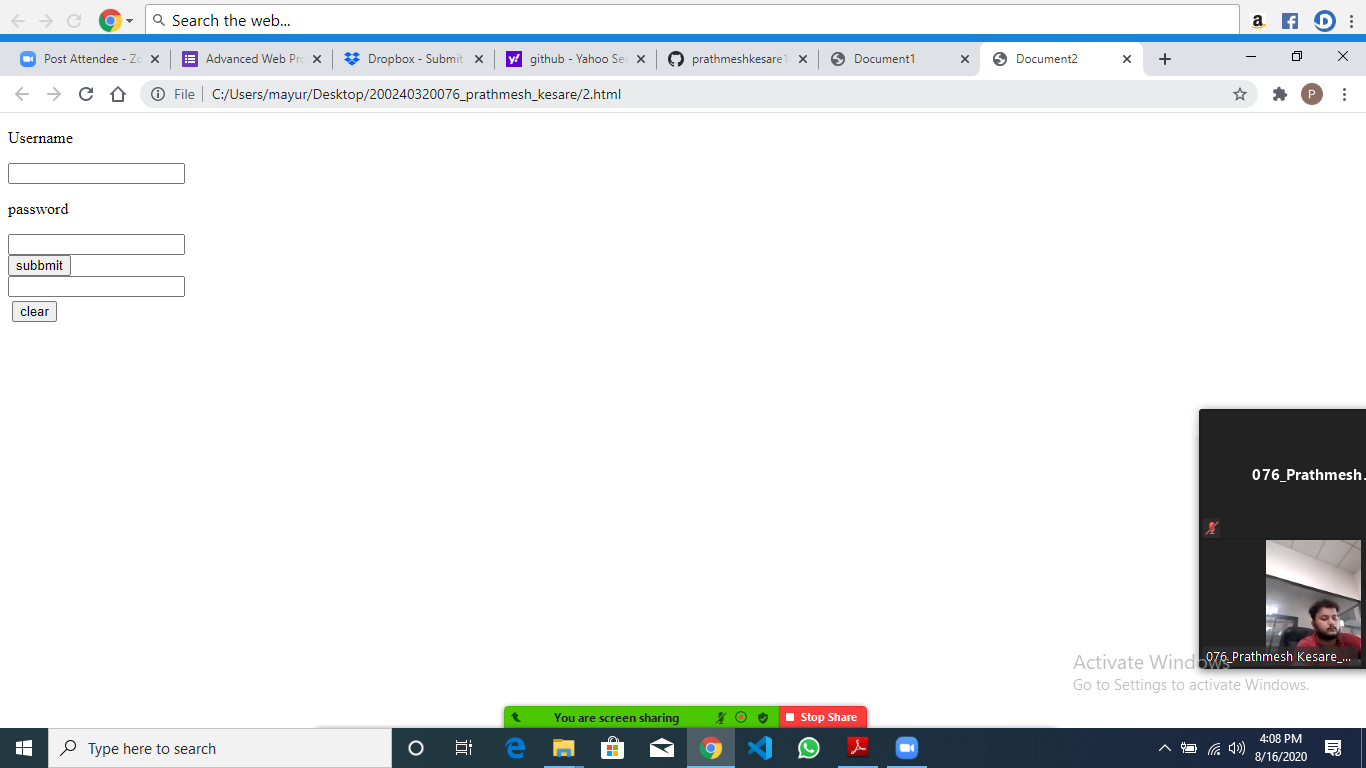 Search the web...
Post Attendee - Zo
Advanced Web Pro
Dropbox - Submit
github - Yahoo Sea
prathmeshkesare1
Document1
Document2
File
C:/Users/mayur/Desktop/200240320076_prathmesh_kesare/2.html
P
Username
password
subbmit
clear
076_Prathmesh.
076_Prathmesh Kesare_...
Activate Windows
Go to Settings to activate Windows.
You are screen sharing
Stop Share
Type here to search
4:08 PM
8/16/2020